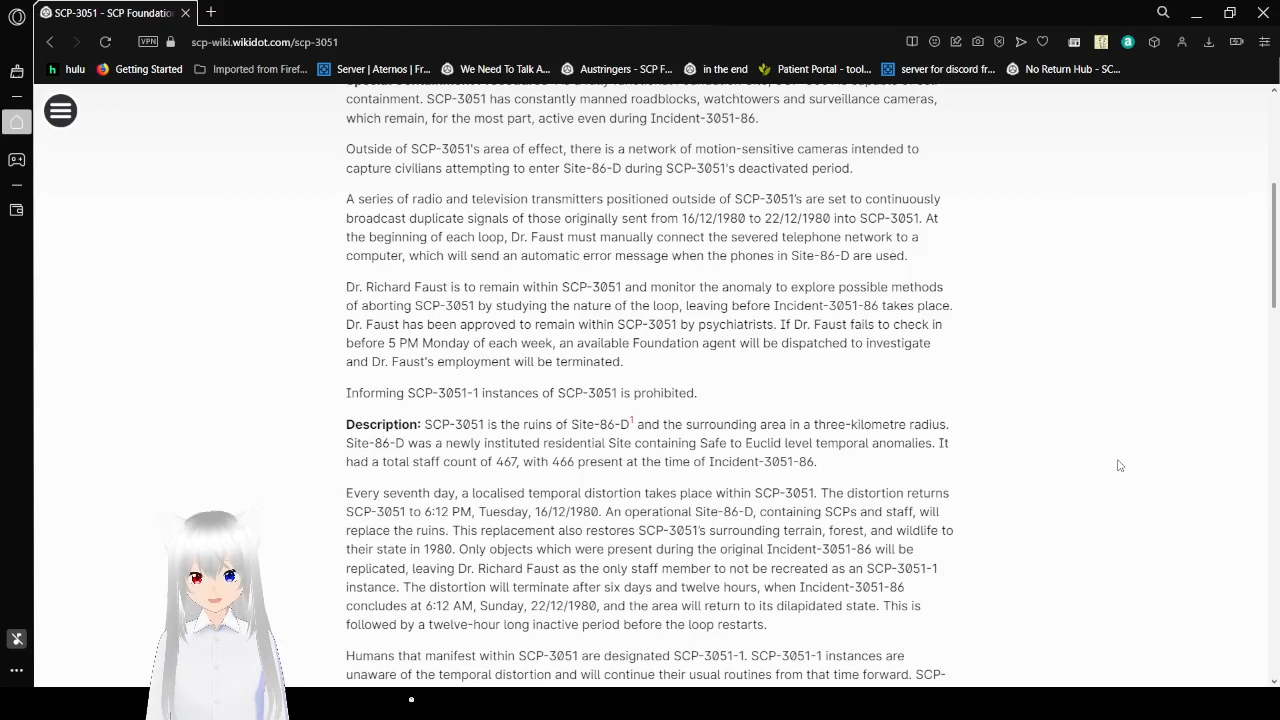 SCP-3051 - SCP Foundatio
VPN
scp-wiki.wikidot.com/scp-3051
hulu
Getting Started
Imported from Firef...
Server | Aternos | Fr...
We Need To Talk A...
Austringers - SCP F...
in the end
Patient Portal - tool...
server for discord fr...
No Return Hub - SC...
containment. SCP-3051 has constantly manned roadblocks, watchtowers and surveillance cameras,
which remain, for the most part, active even during Incident-3051-86.
Outside of SCP-3051's area of effect, there is a network of motion-sensitive cameras intended to
capture civilians attempting to enter Site-86-D during SCP-3051's deactivated period.
A series of radio and television transmitters positioned outside of SCP-3051's are set to continuously
broadcast duplicate signals of those originally sent from 16/12/1980 to 22/12/1980 into SCP-3051. At
the beginning of each loop, Dr. Faust must manually connect the severed telephone network to a
computer, which will send an automatic error message when the phones in Site-86-D are used.
Dr. Richard Faust is to remain within SCP-3051 and monitor the anomaly to explore possible methods
of aborting SCP-3051 by studying the nature of the loop, leaving before Incident-3051-86 takes place.
Dr. Faust has been approved to remain within SCP-3051 by psychiatrists. If Dr. Faust fails to check in
before 5 PM Monday of each week, an available Foundation agent will be dispatched to investigate
and Dr. Faust's employment will be terminated.
Informing SCP-3051-1 instances of SCP-3051 is prohibited.
Description: SCP-3051 is the ruins of Site-86-D1 and the surrounding area in a three-kilometre radius.
Site-86-D was a newly instituted residential Site containing Safe to Euclid level temporal anomalies. It
had a total staff count of 467, with 466 present at the time of Incident-3051-86.
Every seventh day, a localised temporal distortion takes place within SCP-3051. The distortion returns
SCP-3051 to 6:12 PM, Tuesday, 16/12/1980. An operational Site-86-D, containing SCPs and staff, will
replace the ruins. This replacement also restores SCP-3051's surrounding terrain, forest, and wildlife to
their state in 1980. Only objects which were present during the original Incident-3051-86 will be
replicated, leaving Dr. Richard Faust as the only staff member to not be recreated as an SCP-3051-1
instance. The distortion will terminate after six days and twelve hours, when Incident-3051-86
concludes at 6:12 AM, Sunday, 22/12/1980, and the area will return to its dilapidated state. This is
followed by a twelve-hour long inactive period before the loop restarts.
Humans that manifest within SCP-3051 are designated SCP-3051-1. SCP-3051-1 instances are
unaware of the temporal distortion and will continue their usual routines from that time forward. SCP-